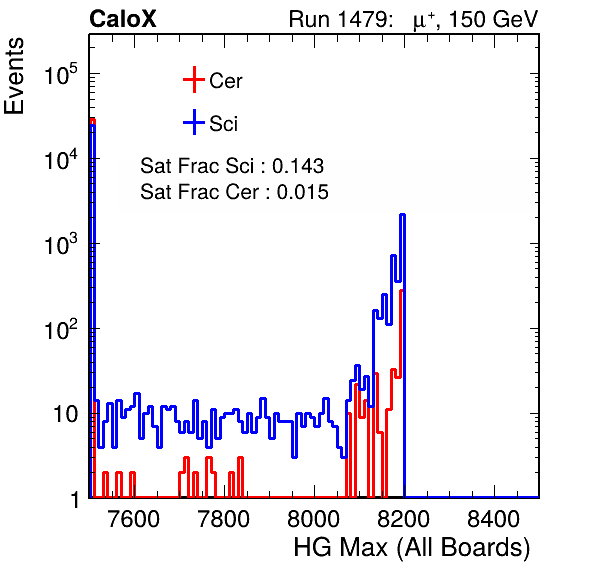 CaloX Run 1479: μ⁺, 150 GeV
Events
Cer
Sci
Sat Frac Sci : 0.143
Sat Frac Cer : 0.015
10⁵
10⁴
10³
10²
10
1
7600 7800 8000 8200 8400
HG Max (All Boards)